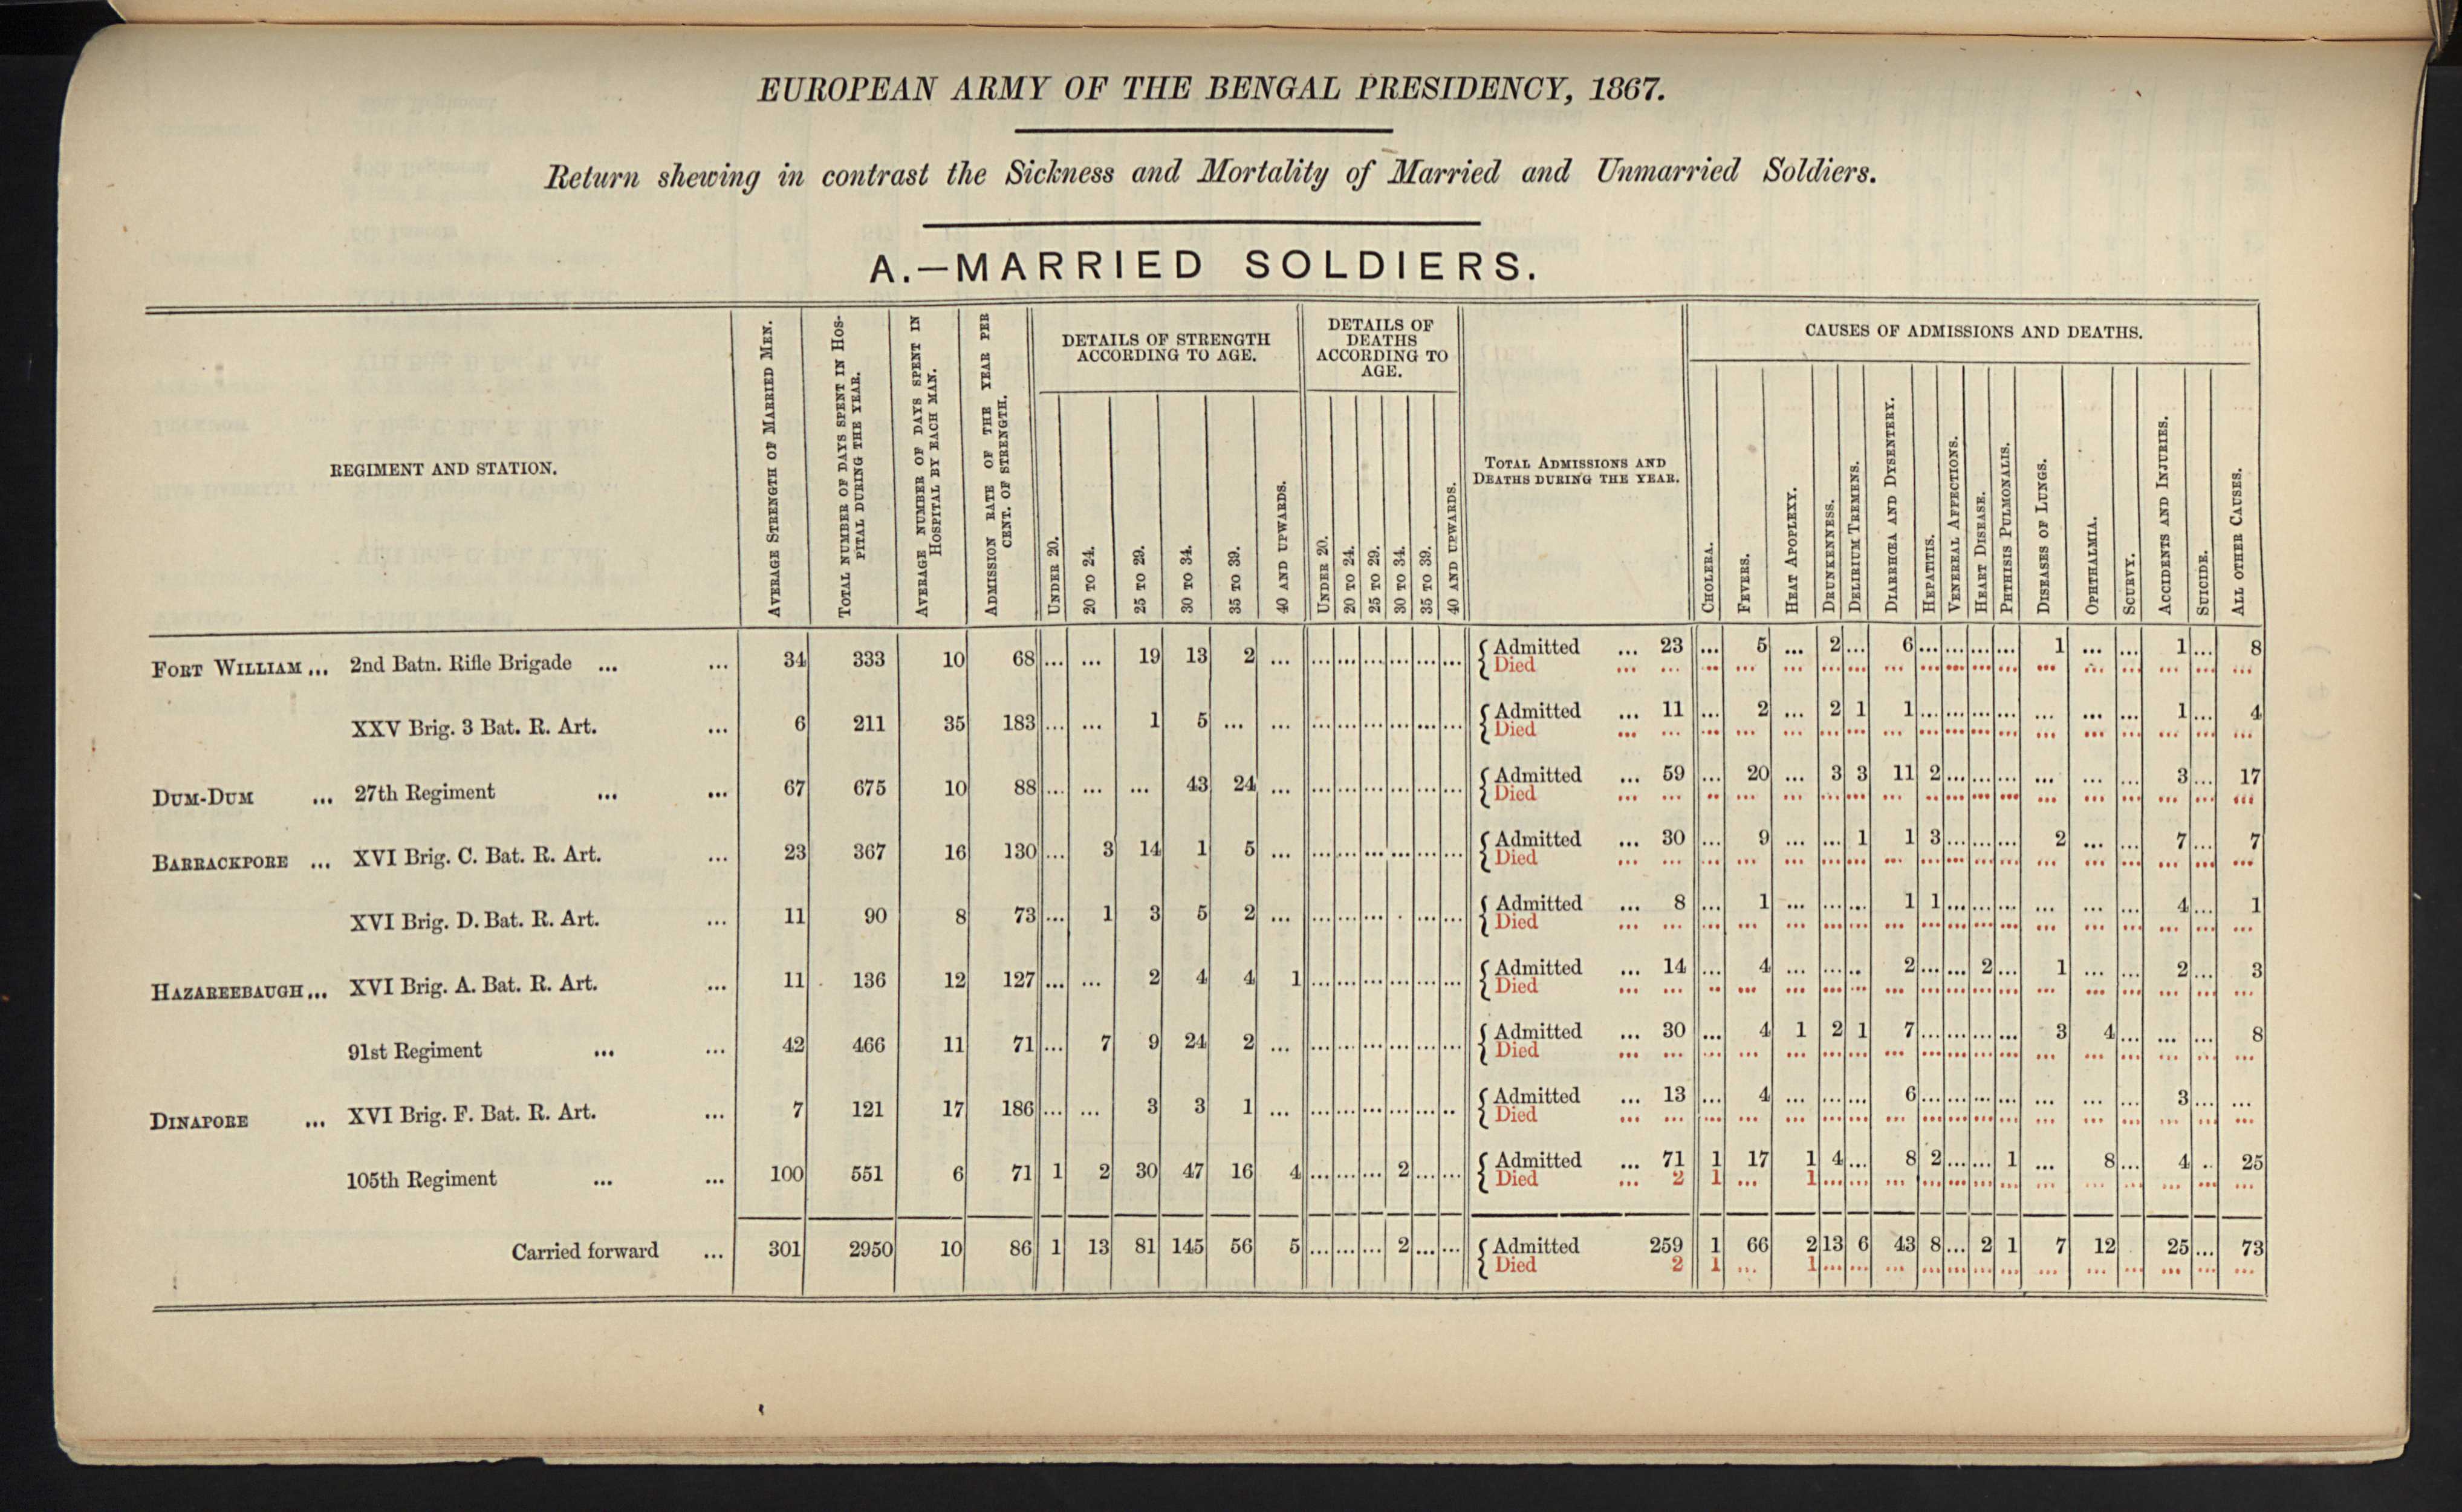 EUROPEAN ARMY OF THE BENGAL PRESIDENCY, 1867.
Return shewing in contrast the Sickness and Mortality of Married and Unmarried Soldiers.
A.—MARRIED SOLDIERS.
REGIMENT AND STATION.
AVERAGE STRENGTH OF MARRIED MEN.
TOTAL NUMBER OF DAYS SPENT IN HOS-
PITAL DURING THE YEAR.
AVERAGE NUMBER OF DAYS SPENT IN
HOSPITAL BY EACH MAN.
ADMISSION RATE OF THE YEAR PER
CENT. OF STRENGTH.
DETAILS OF STRENGTH
ACCORDING TO AGE.
UNDER 20.
20 TO 24.
25 TO 29.
30 TO 34.
35 TO 39.
40 AND UPWARDS.
DETAILS OF
DEATHS
ACCORDING TO
AGE.
UNDER 20.
20 TO 24.
25 TO 29.
30 TO 34.
35 TO 39.
40 AND UPWARDS.
TOTAL ADMISSIONS AND
DEATHS DURING THE YEAR.
CAUSES OF ADMISSIONS AND DEATHS.
CHOLERA.
FEVERS.
HEAT APOPLEXY.
DRUNKENNESS.
DELIRIUM TREMENS.
DIARRHŒA AND DYSENTERY.
HEPATITIS.
VENEREAL AFFECTIONS.
HEART DISEASE.
PHTHISIS PULMONALIS.
DISEASES OF LUNGS.
OPHTHALMIA.
SCURVY.
ACCIDENTS AND INJURIES.
SUICIDE.
ALL OTHER CAUSES.
FORT WILLIAM ... 2nd Batn. Rifle Brigade ... ... 34 333 10 68 ... ... 19 13 2 ... ... ... ... ... ... ... { Admitted ... 23 ... 5 ... 2 ... 6 ... ... ... ... 1 ... ... 1 ... 8
Died ... ... ... ... ... ... ... ... ... ... ... ... ... ... ... ... ... ...
XXV Brig. 3 Bat. R. Art. ... 6 211 35 183 ... ... 1 5 ... ... ... ... ... ... ... ... { Admitted ... 11 ... 2 ... 2 1 1 ... ... ... ... ... ... ... 1 ... 4
Died ... ... ... ... ... ... ... ... ... ... ... ... ... ... ... ... ... ...
DUM-DUM ... 27th Regiment ... ... 67 675 10 88 ... ... ... 43 24 ... ... ... ... ... ... ... { Admitted ... 59 ... 20 ... 3 3 11 2 ... ... ... ... ... ... 3 ... 17
Died ... ... ... ... ... ... ... ... ... ... ... ... ... ... ... ... ... ...
BARRACKPORE ... XVI Brig. C. Bat. R. Art. ... 23 367 16 130 ... 3 14 1 5 ... ... ... ... ... ... ... { Admitted ... 30 ... 9 ... ... 1 1 3 ... ... ... 2 ... ... 7 ... 7
Died ... ... ... ... ... ... ... ... ... ... ... ... ... ... ... ... ... ...
XVI Brig. D. Bat. R. Art. ... 11 90 8 73 ... 1 3 5 2 ... ... ... ... . ... ... { Admitted ... 8 ... 1 ... ... ... 1 1 ... ... ... ... ... ... 4 ... 1
Died ... ... ... ... ... ... ... ... ... ... ... ... ... ... ... ... ... ...
HAZAREEBAUGH ... XVI Brig. A. Bat. R. Art. ... 11 136 12 127 ... ... 2 4 4 1 ... ... ... ... ... ... { Admitted ... 14 ... 4 ... ... ... 2 ... ... 2 ... 1 ... ... 2 ... 3
Died ... ... ... ... ... ... ... ... ... ... ... ... ... ... ... ... ... ...
91st Regiment ... ... 42 466 11 71 ... 7 9 24 2 ... ... ... ... ... ... ... { Admitted ... 30 ... 4 1 2 1 7 ... ... ... ... 3 4 ... ... ... 8
Died ... ... ... ... ... ... ... ... ... ... ... ... ... ... ... ... ... ...
DINAPORE ... XVI Brig. F. Bat. R. Art. ... 7 121 17 186 ... ... 3 3 1 ... ... ... ... ... ... .. { Admitted ... 13 ... 4 ... ... ... 6 ... ... ... ... ... ... ... 3 ... ...
Died ... ... ... ... ... ... ... ... ... ... ... ... ... ... ... ... ... ...
105th Regiment ... ... 100 551 6 71 1 2 30 47 16 4 ... ... ... 2 ... ... { Admitted ... 71 1 17 1 4 ... 8 2 ... ... 1 ... 8 ... 4 .. 25
Died ... 2 1 ... 1 ... ... ... ... ... ... ... ... ... ... ... ... ...
Carried forward ... 301 2950 10 86 1 13 81 145 56 5 ... ... ... 2 ... ... { Admitted 259 1 66 2 13 6 43 8 ... 2 1 7 12 25 ... 73
Died 2 1 ... 1 ... ... ... ... ... ... ... ... ... ... ... ... ...